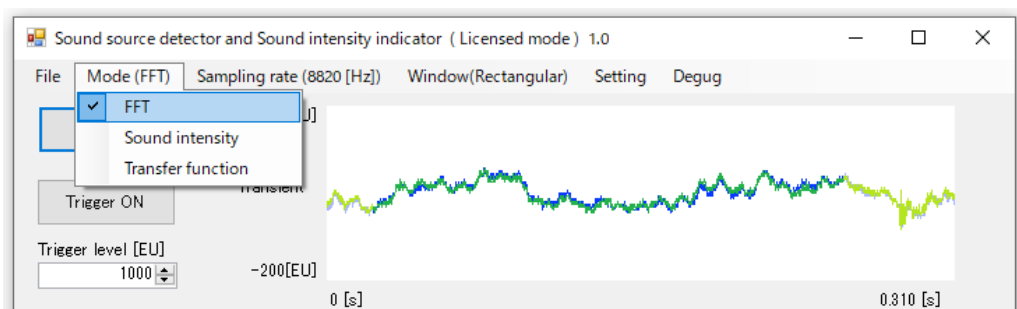 Sound source detector and Sound intensity indicator ( Licensed mode ) 1.0
File Mode (FFT) Sampling rate (8820 [Hz]) Window(Rectangular) Setting Degug
FFT
Sound intensity
Transfer function
Transient
Trigger ON
Trigger level [EU]
1000
-200[EU]
0 [s] 0.310 [s]